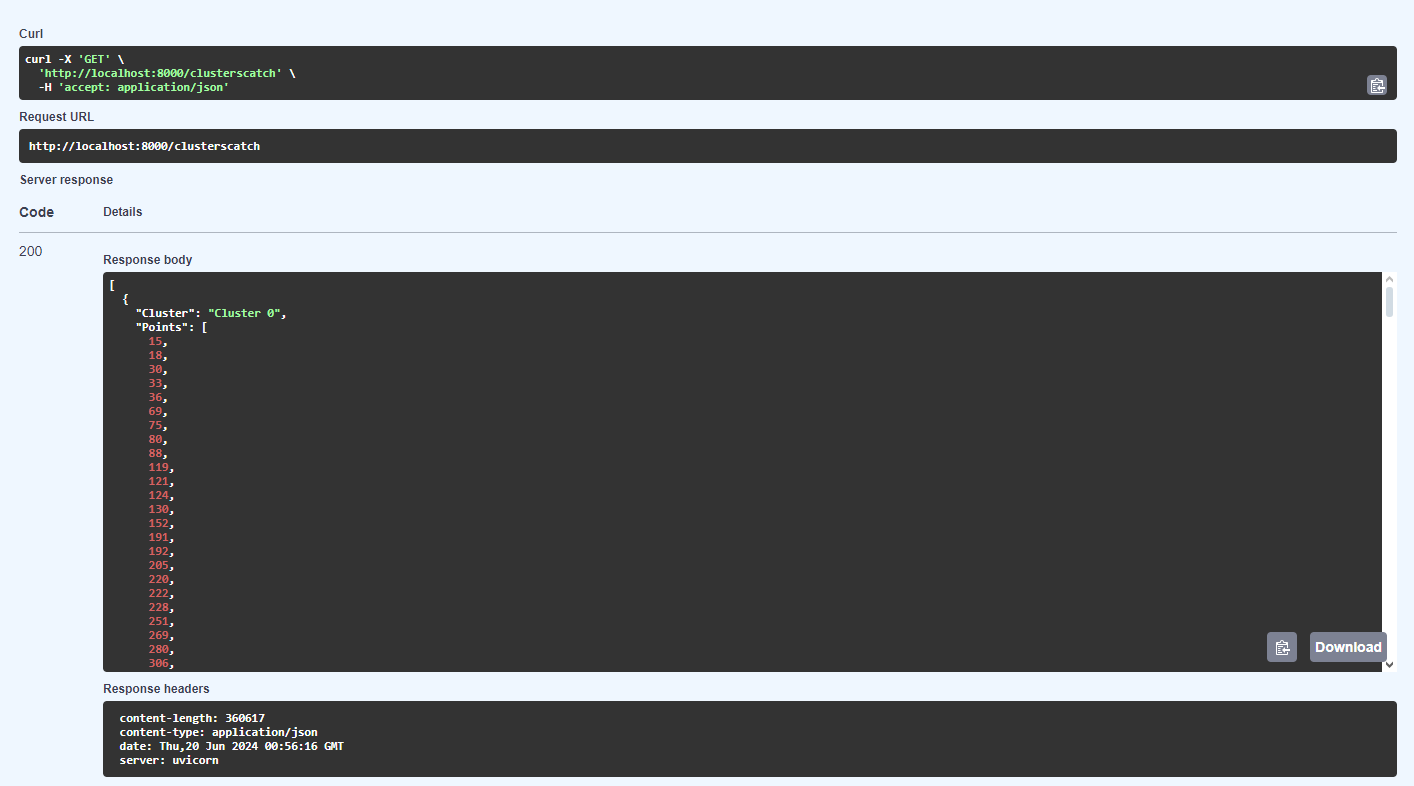 Curl
curl -X 'GET' \
  'http://localhost:8000/clusterscatch' \
  -H 'accept: application/json'
Request URL
http://localhost:8000/clusterscatch
Server response
Code Details
200
Response body
[
  {
    "Cluster": "Cluster 0",
    "Points": [
      15,
      18,
      30,
      33,
      36,
      69,
      75,
      80,
      88,
      119,
      121,
      124,
      130,
      152,
      191,
      192,
      205,
      220,
      222,
      228,
      251,
      269,
      280,
      306,
Download
Response headers
content-length: 360617
content-type: application/json
date: Thu,20 Jun 2024 00:56:16 GMT
server: uvicorn